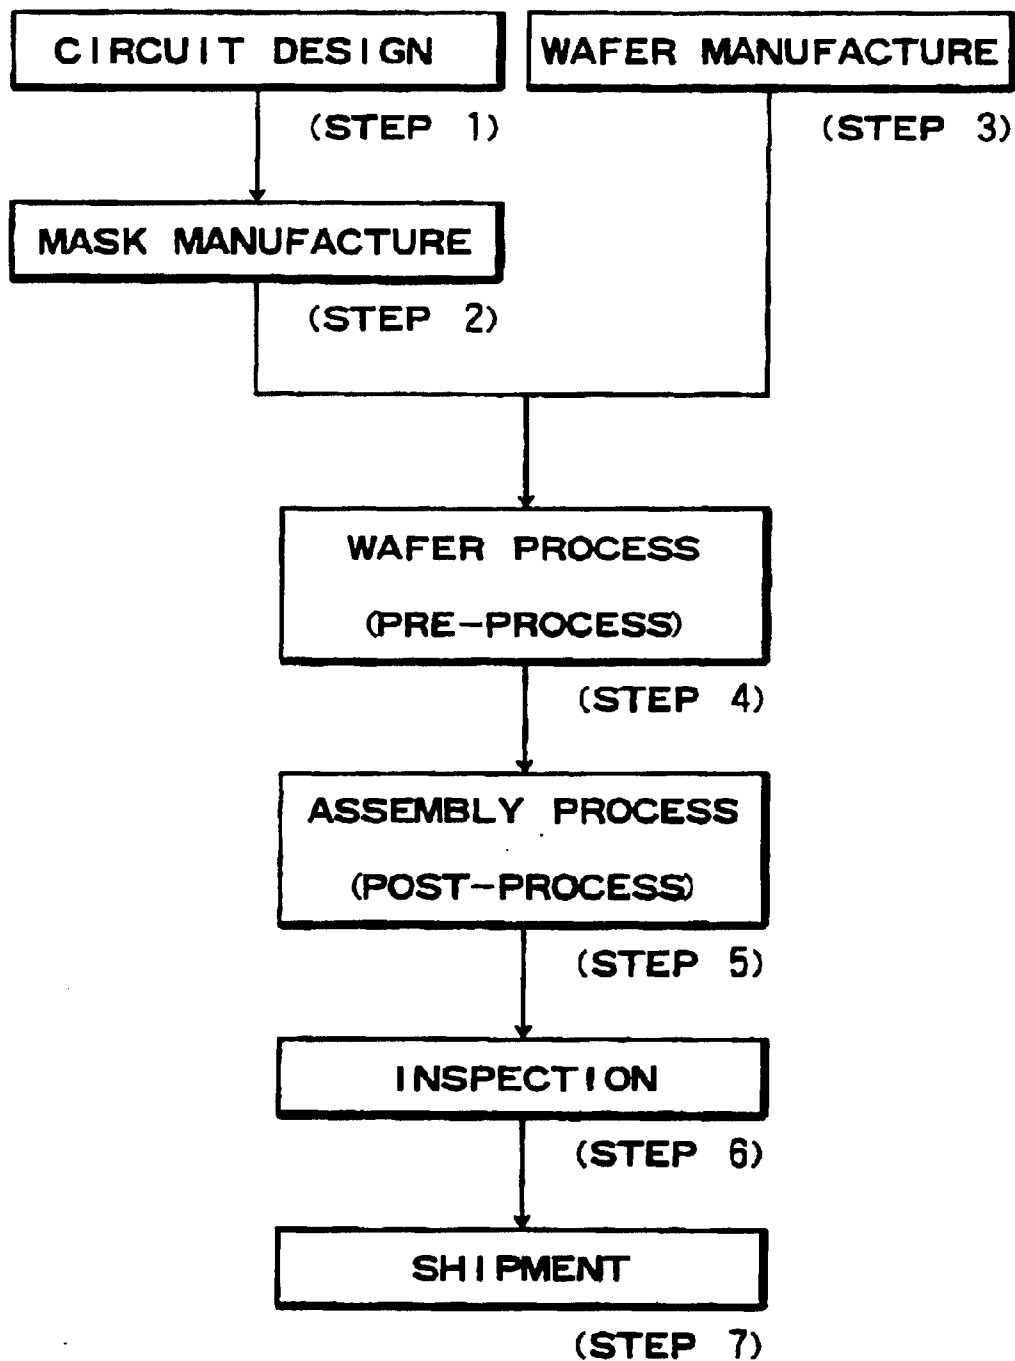 CIRCUIT DESIGN
(STEP 1)
WAFER MANUFACTURE
(STEP 3)
MASK MANUFACTURE
(STEP 2)
WAFER PROCESS
(PRE-PROCESS)
(STEP 4)
ASSEMBLY PROCESS
(POST-PROCESS)
(STEP 5)
INSPECTION
(STEP 6)
SHIPMENT
(STEP 7)